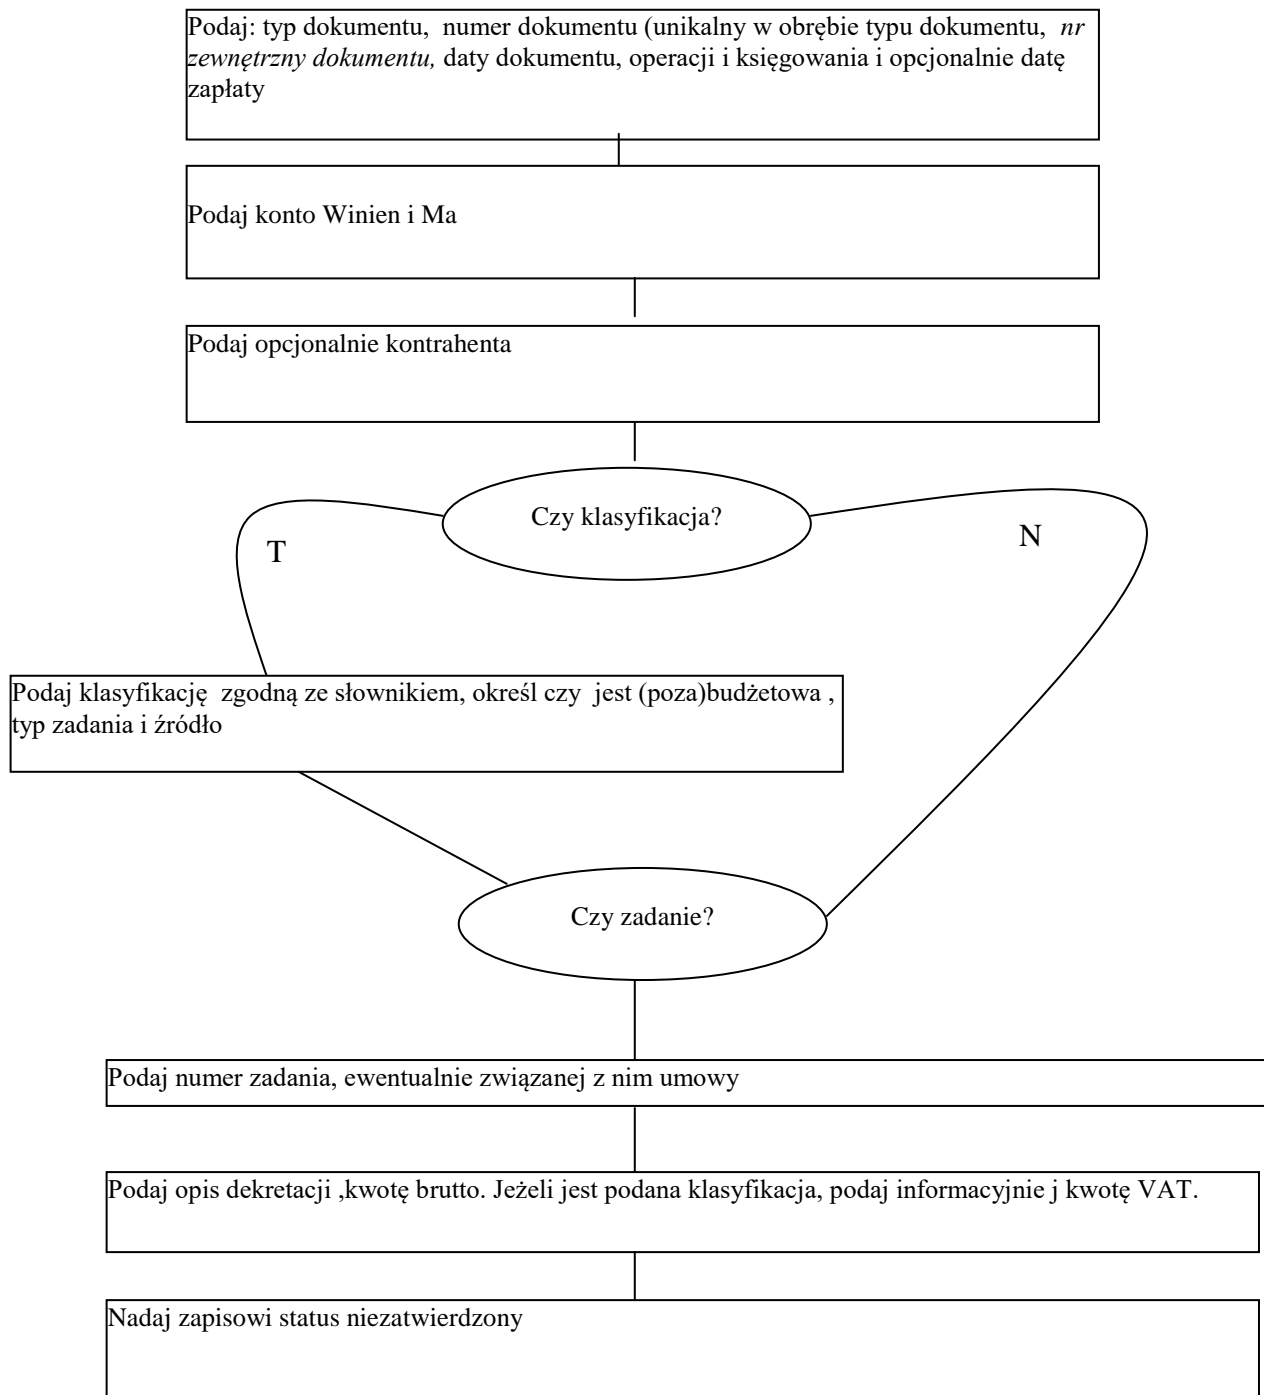 Podaj: typ dokumentu, numer dokumentu (unikalny w obrębie typu dokumentu, nr
zewnętrzny dokumentu, daty dokumentu, operacji i księgowania i opcjonalnie datę
zapłaty
Podaj konto Winien i Ma
Podaj opcjonalnie kontrahenta
Czy klasyfikacja?
T
N
Podaj klasyfikację zgodną ze słownikiem, określ czy jest (poza)budżetowa ,
typ zadania i źródło
Czy zadanie?
Podaj numer zadania, ewentualnie związanej z nim umowy
Podaj opis dekretacji ,kwotę brutto. Jeżeli jest podana klasyfikacja, podaj informacyjnie j kwotę VAT.
Nadaj zapisowi status niezatwierdzony